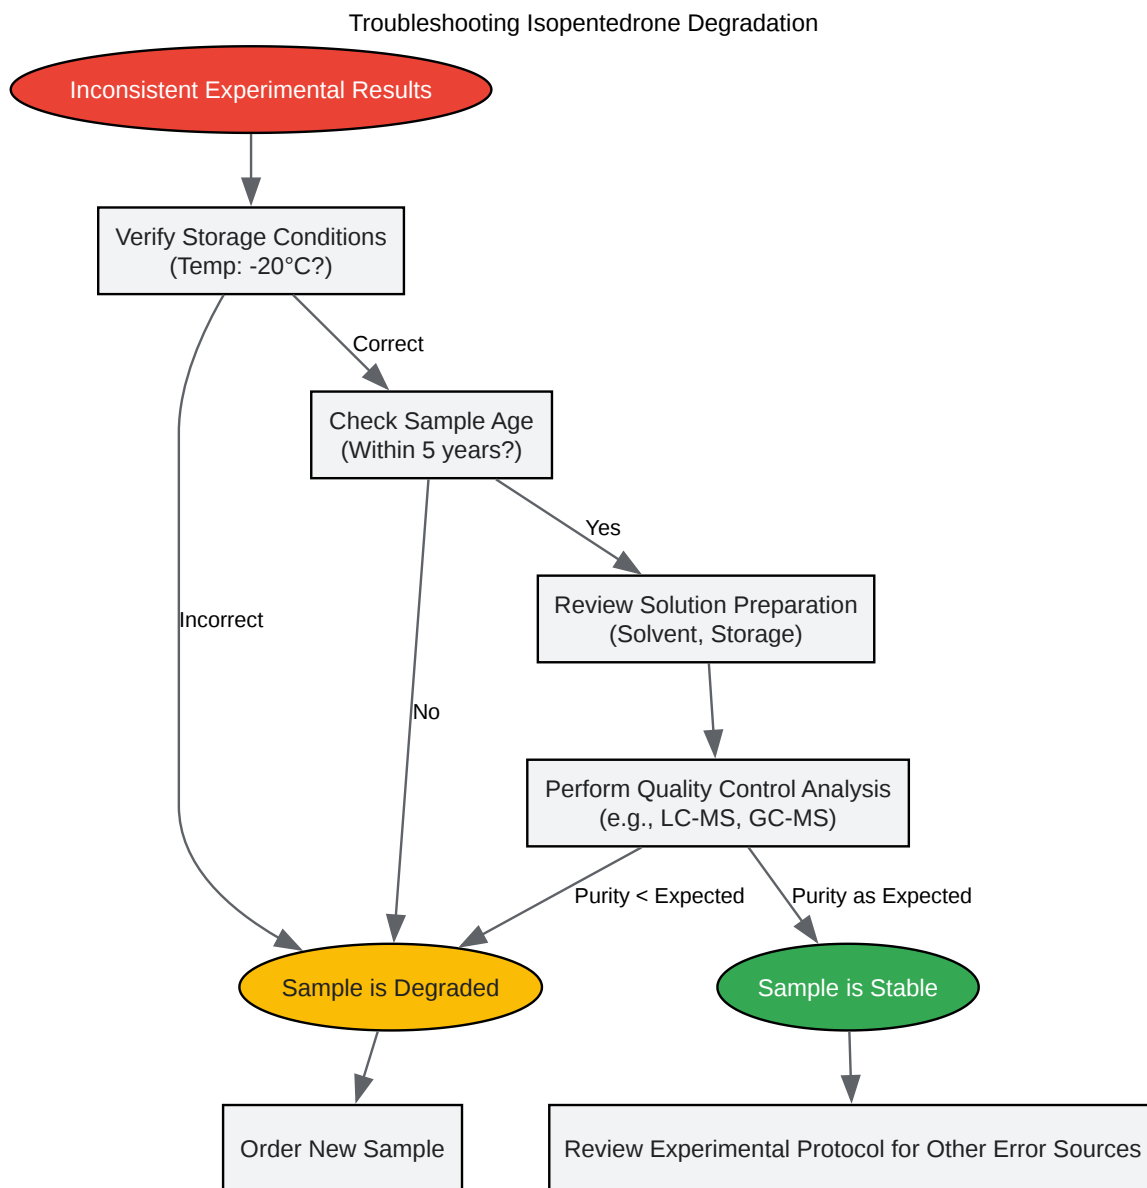 Troubleshooting Isopentedrone Degradation
Inconsistent Experimental Results
Verify Storage Conditions
(Temp: -20°C?)
Correct
Check Sample Age
(Within 5 years?)
Yes
Review Solution Preparation
(Solvent, Storage)
Incorrect
No
Perform Quality Control Analysis
(e.g., LC-MS, GC-MS)
Purity < Expected
Purity as Expected
Sample is Degraded
Sample is Stable
Order New Sample
Review Experimental Protocol for Other Error Sources